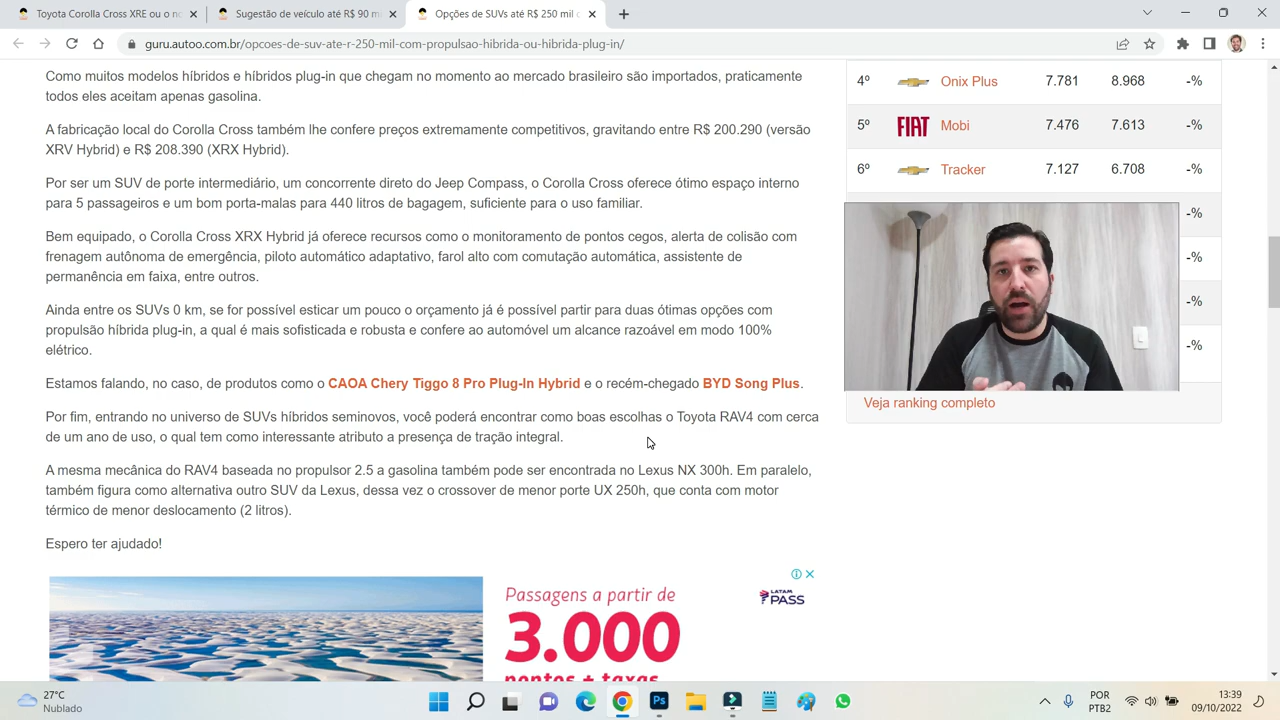 Toyota Corolla Cross XRE ou o no
Sugestão de veículo até R$ 90 mi
Opções de SUVs até R$ 250 mil c
guru.autoo.com.br/opcoes-de-suv-ate-r-250-mil-com-propulsao-hibrida-ou-hibrida-plug-in/
Como muitos modelos híbridos e híbridos plug-in que chegam no momento ao mercado brasileiro são importados, praticamente
todos eles aceitam apenas gasolina.
A fabricação local do Corolla Cross também lhe confere preços extremamente competitivos, gravitando entre R$ 200.290 (versão
XRV Hybrid) e R$ 208.390 (XRX Hybrid).
Por ser um SUV de porte intermediário, um concorrente direto do Jeep Compass, o Corolla Cross oferece ótimo espaço interno
para 5 passageiros e um bom porta-malas para 440 litros de bagagem, suficiente para o uso familiar.
Bem equipado, o Corolla Cross XRX Hybrid já oferece recursos como o monitoramento de pontos cegos, alerta de colisão com
frenagem autônoma de emergência, piloto automático adaptativo, farol alto com comutação automática, assistente de
permanência em faixa, entre outros.
Ainda entre os SUVs 0 km, se for possível esticar um pouco o orçamento já é possível partir para duas ótimas opções com
propulsão híbrida plug-in, a qual é mais sofisticada e robusta e confere ao automóvel um alcance razoável em modo 100%
elétrico.
Estamos falando, no caso, de produtos como o CAOA Chery Tiggo 8 Pro Plug-In Hybrid e o recém-chegado BYD Song Plus.
Por fim, entrando no universo de SUVs híbridos seminovos, você poderá encontrar como boas escolhas o Toyota RAV4 com cerca
de um ano de uso, o qual tem como interessante atributo a presença de tração integral.
A mesma mecânica do RAV4 baseada no propulsor 2.5 a gasolina também pode ser encontrada no Lexus NX 300h. Em paralelo,
também figura como alternativa outro SUV da Lexus, dessa vez o crossover de menor porte UX 250h, que conta com motor
térmico de menor deslocamento (2 litros).
Espero ter ajudado!
4º Onix Plus 7.781 8.968 -%
5º FIAT Mobi 7.476 7.613 -%
6º Tracker 7.127 6.708 -%
-%
-%
-%
-%
Veja ranking completo
Passagens a partir de
3.000
pontos + taxas
LATAM
PASS
27°C
Nublado
Ps
POR
PTB2
13:39
09/10/2022